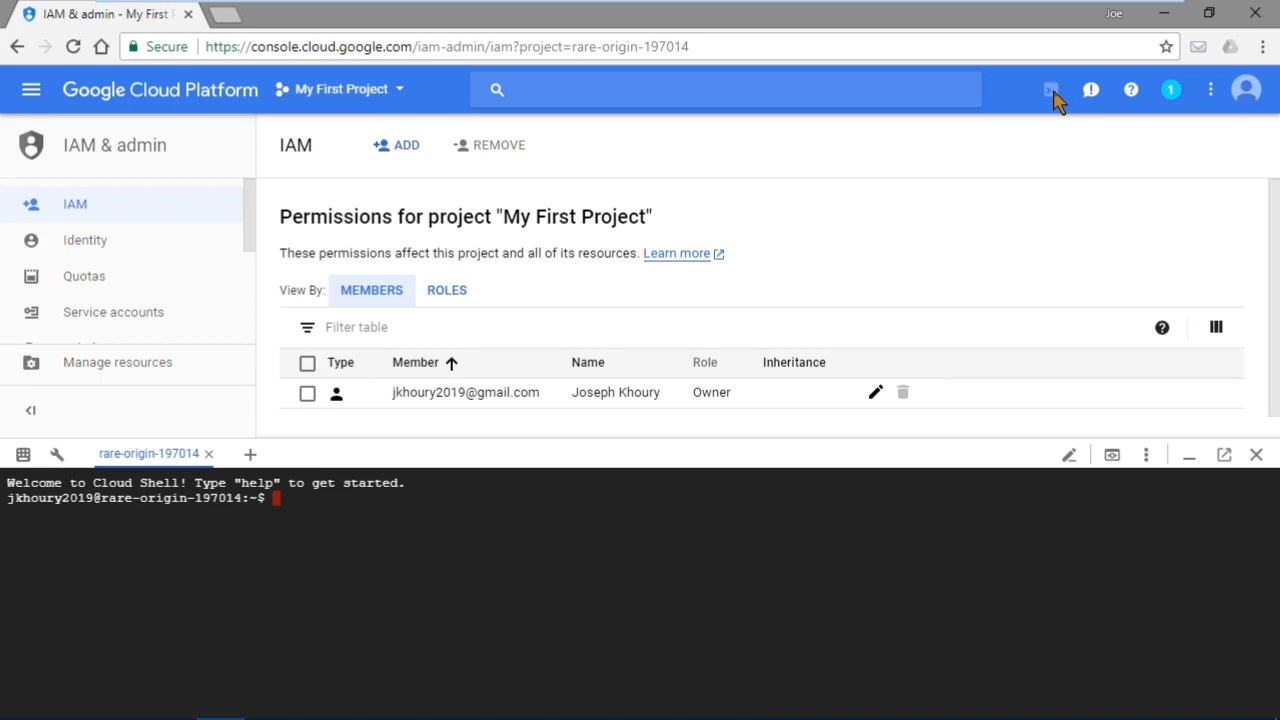 IAM & admin - My First
Joe
Secure
https://console.cloud.google.com/iam-admin/iam?project=rare-origin-197014
Google Cloud Platform
My First Project
1
IAM & admin
IAM
ADD
REMOVE
IAM
Identity
Quotas
Service accounts
Manage resources
Permissions for project "My First Project"
These permissions affect this project and all of its resources. Learn more
View By: MEMBERS ROLES
Filter table
Type Member Name Role Inheritance
jkhoury2019@gmail.com Joseph Khoury Owner
rare-origin-197014
Welcome to Cloud Shell! Type "help" to get started.
jkhoury2019@rare-origin-197014:~$